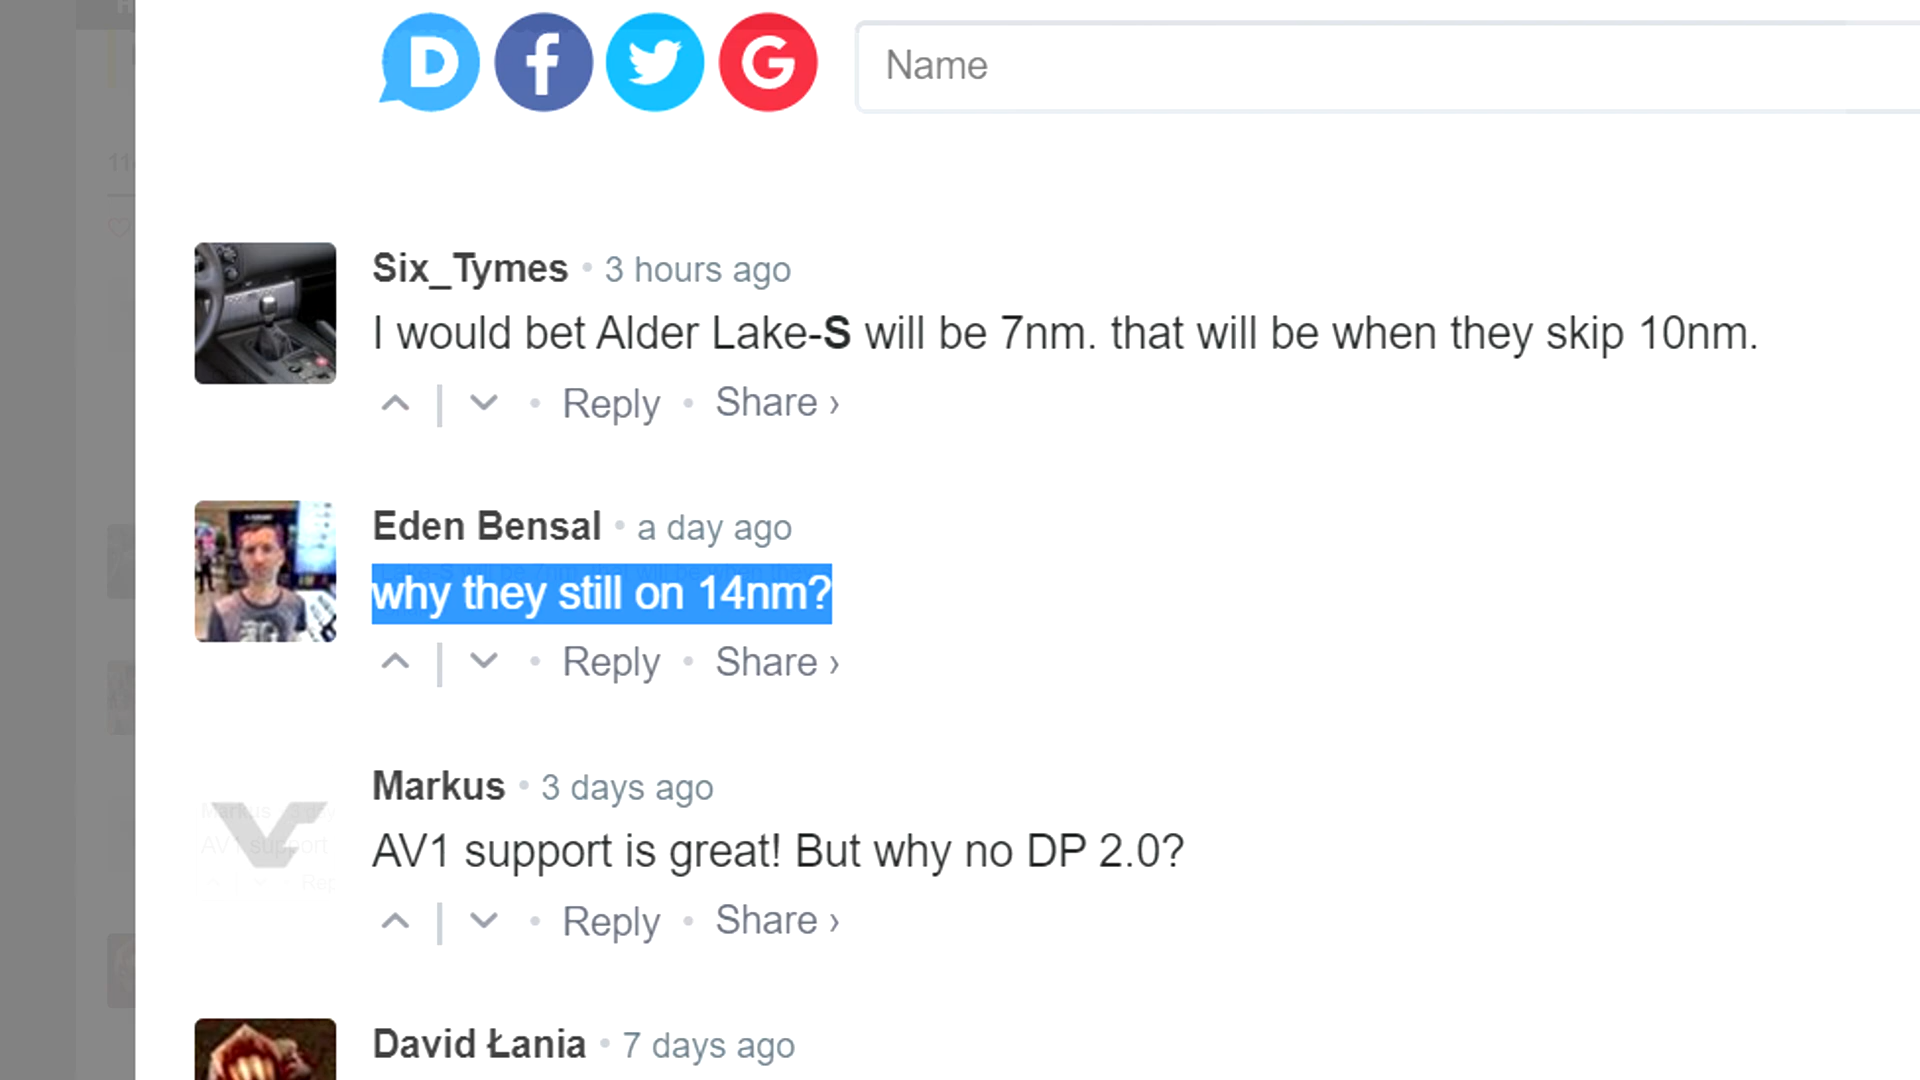 Name
Six_Tymes • 3 hours ago
I would bet Alder Lake-S will be 7nm. that will be when they skip 10nm.
Reply • Share ›
Eden Bensal • a day ago
why they still on 14nm?
Reply • Share ›
Markus • 3 days ago
AV1 support is great! But why no DP 2.0?
Reply • Share ›
David Łania • 7 days ago